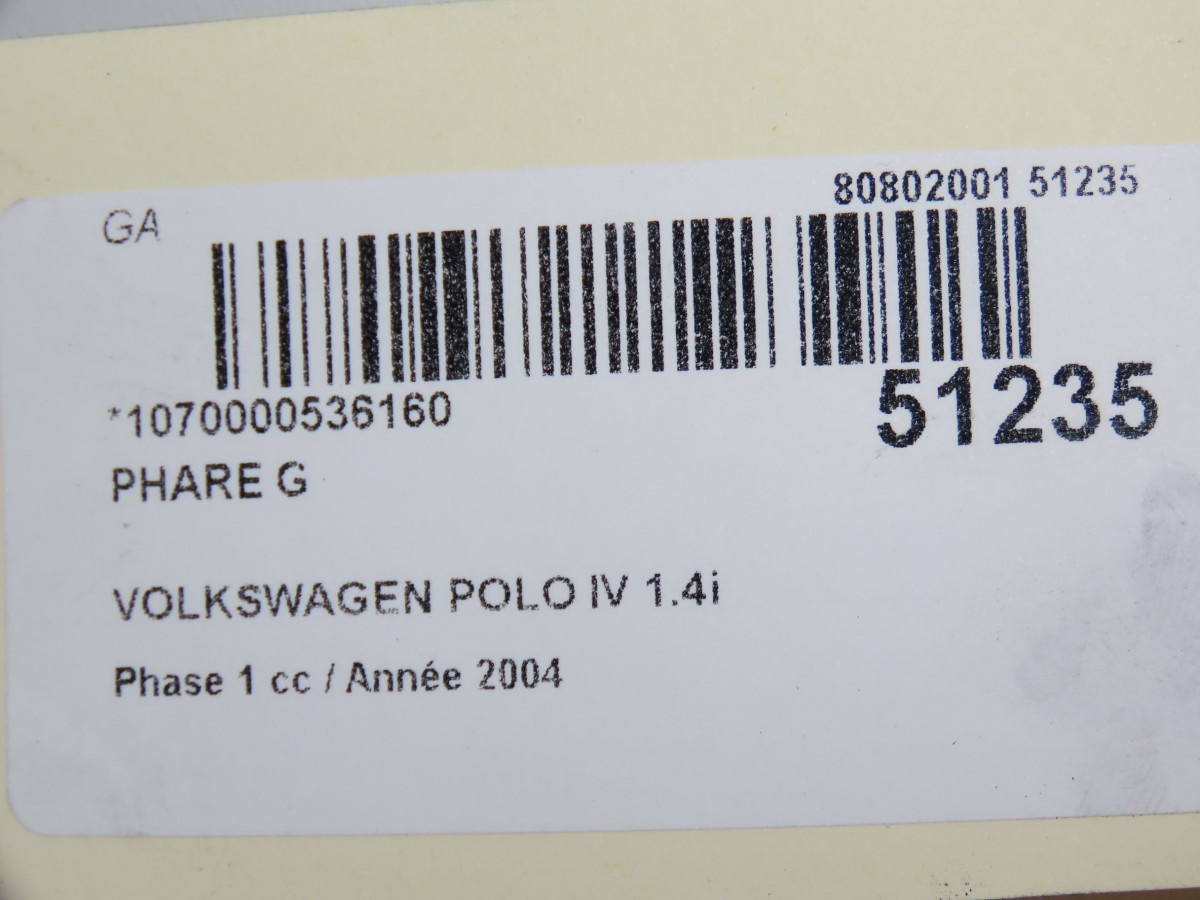 80802001 51235
GA
*1070000536160
51235
PHARE G
VOLKSWAGEN POLO IV 1.4i
Phase 1 cc / Année 2004